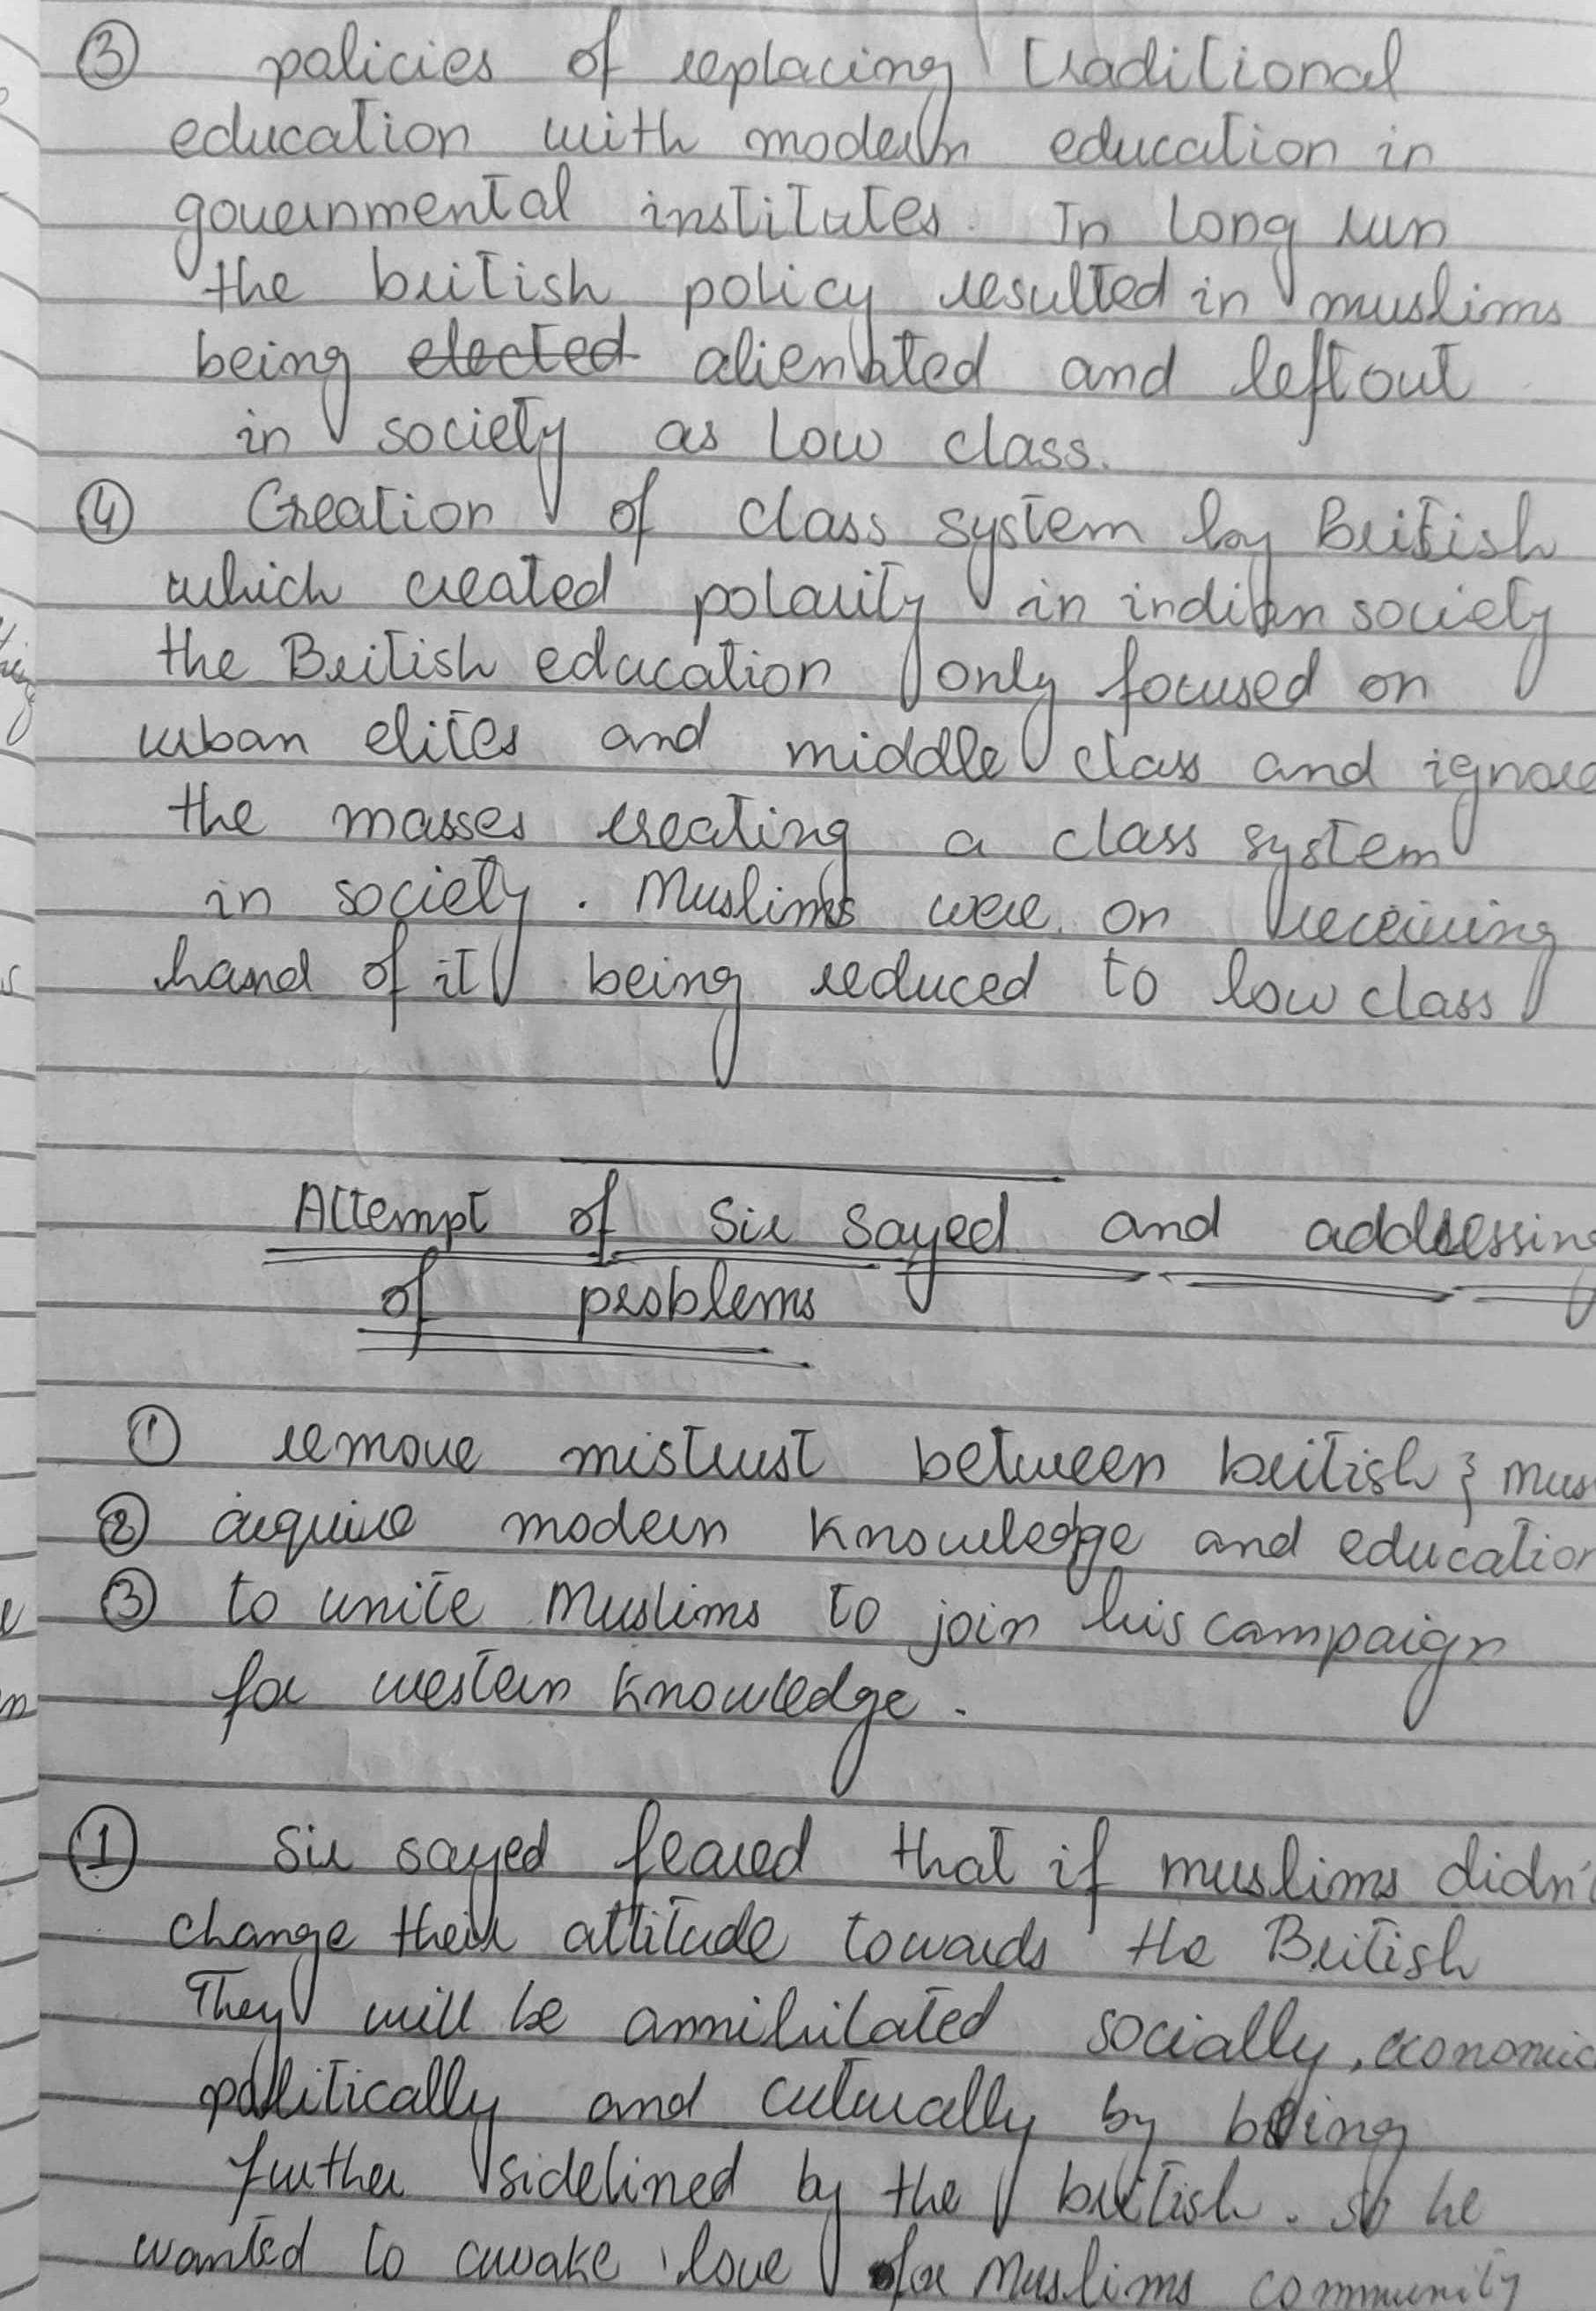 ③ policies of replacing traditional
education with modern education in
governmental institutes. In long run
the british policy resulted in muslims
being elected alienated and leftout
in society as low class.
④ Creation of class system by British
which created polarity in indian society
the British education only focused on
urban elites and middle class and ignore
the masses creating a class system
in society. Muslims were on receiving
hand of it being reduced to low class
Attempt of Sir Sayed and addressing
of problems
① remove mistrust between british & Mus
② acquire modern knowledge and education
③ to unite Muslims to join his campaign
for western knowledge.
① Sir sayed feared that if muslims didn't
change their attitude towards the British
They will be annihilated socially, economic
politically and culturally by being
further sidelined by the british. so he
wanted to awake love for Muslims community